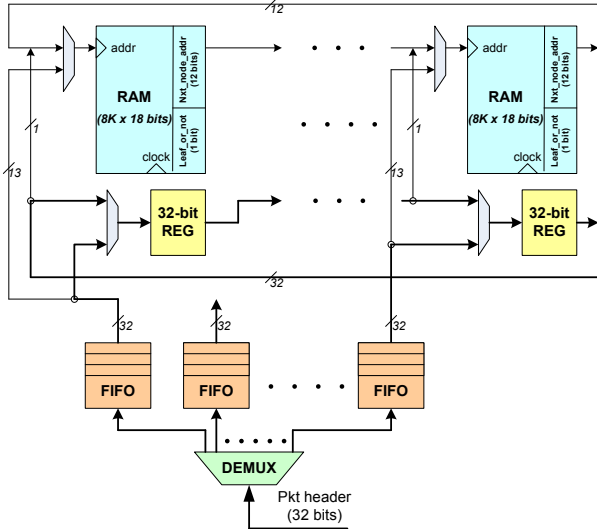 12
addr
RAM
(8K x 18 bits)
Nxt_node_addr
(12 bits)
Leaf_or_not
(1 bit)
clock
addr
RAM
(8K x 18 bits)
Nxt_node_addr
(12 bits)
Leaf_or_not
(1 bit)
clock
1
13
1
13
32-bit
REG
32-bit
REG
32
32
32
32
FIFO
FIFO
FIFO
DEMUX
Pkt header
(32 bits)